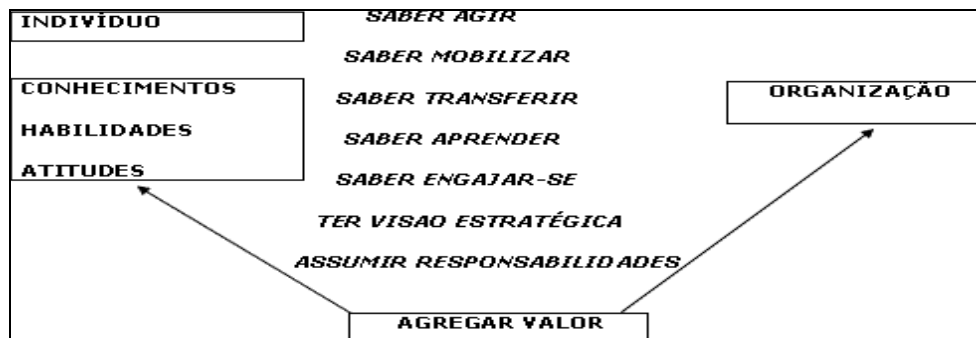 INDIVÍDUO
SABER AGIR
SABER MOBILIZAR
CONHECIMENTOS
HABILIDADES
ATITUDES
SABER TRANSFERIR
SABER APRENDER
SABER ENGAJAR-SE
TER VISAO ESTRATÉGICA
ASSUMIR RESPONSABILIDADES
ORGANIZAÇÃO
AGREGAR VALOR